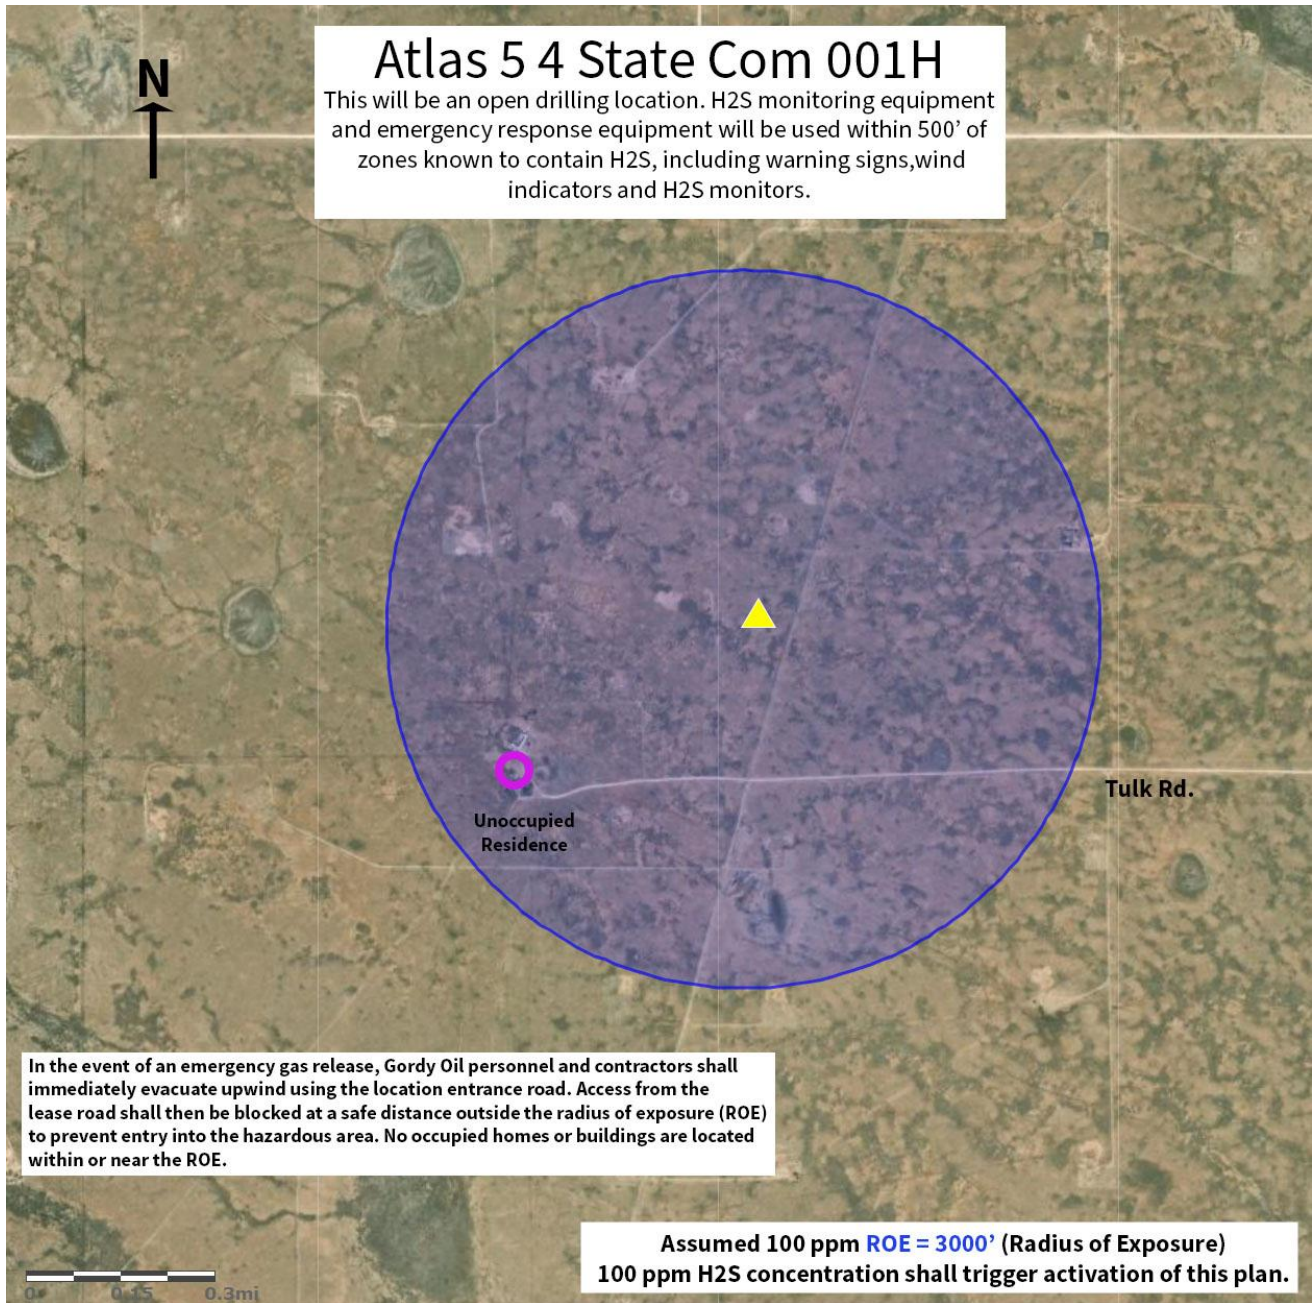 N
Atlas 5 4 State Com 001H
This will be an open drilling location. H2S monitoring equipment
and emergency response equipment will be used within 500’ of
zones known to contain H2S, including warning signs,wind
indicators and H2S monitors.
Tulk Rd.
Unoccupied
Residence
In the event of an emergency gas release, Gordy Oil personnel and contractors shall
immediately evacuate upwind using the location entrance road. Access from the
lease road shall then be blocked at a safe distance outside the radius of exposure (ROE)
to prevent entry into the hazardous area. No occupied homes or buildings are located
within or near the ROE.
Assumed 100 ppm ROE = 3000’ (Radius of Exposure)
100 ppm H2S concentration shall trigger activation of this plan.
0 0.15 0.3mi